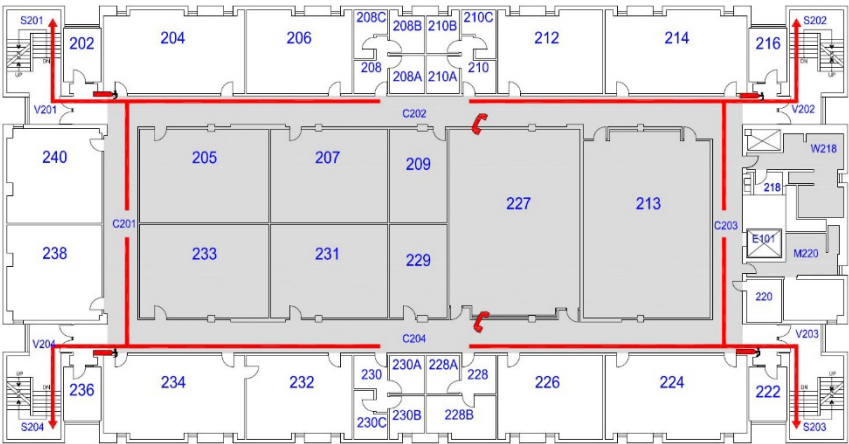 S201 202 204 206 208C 208B 210B 210C 212 214 216 S202
208 208A 210A 210
UP DN DN UP
V201 C202 V202
240 205 207 209 227 213 W218
218
C201 C203
238 233 231 229 E101 M220
220
V204 C204 V203
236 234 232 230 230A 228A 228 226 224 222
UP DN DN UP
S204 230C 230B 228B S203